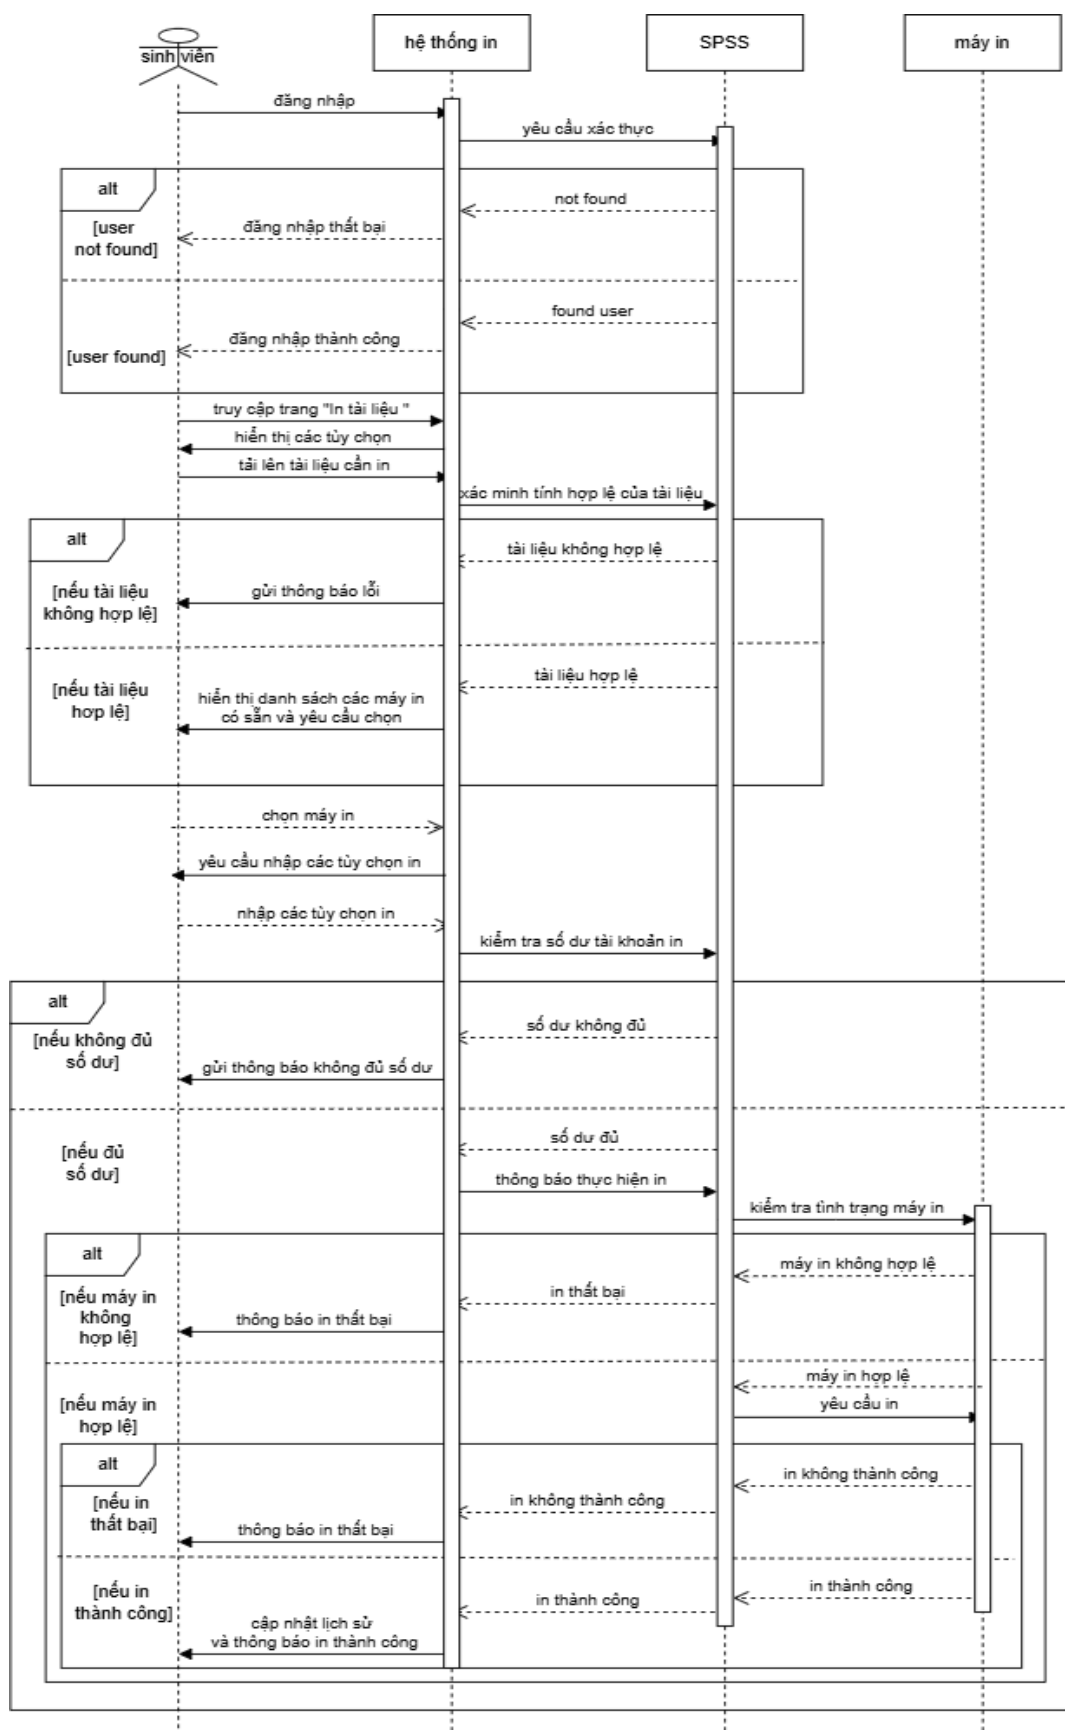 sinh viên
hệ thống in
SPSS
máy in
đăng nhập
yêu cầu xác thực
alt
not found
[user
not found]
đăng nhập thất bại
found user
đăng nhập thành công
[user found]
truy cập trang "In tài liệu "
hiển thị các tùy chọn
tải lên tài liệu cần in
xác minh tính hợp lệ của tài liệu
alt
tài liệu không hợp lệ
[nếu tài liệu
không hợp lệ]
gửi thông báo lỗi
tài liệu hợp lệ
[nếu tài liệu
hợp lệ]
hiển thị danh sách các máy in
có sẵn và yêu cầu chọn
chọn máy in
yêu cầu nhập các tùy chọn in
nhập các tùy chọn in
kiểm tra số dư tài khoản in
alt
số dư không đủ
[nếu không đủ
số dư]
gửi thông báo không đủ số dư
số dư đủ
[nếu đủ
số dư]
thông báo thực hiện in
kiểm tra tình trạng máy in
alt
máy in không hợp lệ
in thất bại
[nếu máy in
không
hợp lệ]
thông báo in thất bại
máy in hợp lệ
[nếu máy in
hợp lệ]
yêu cầu in
alt
in không thành công
in không thành công
[nếu in
thất bại]
thông báo in thất bại
in thành công
in thành công
[nếu in
thành công]
cập nhật lịch sử
và thông báo in thành công